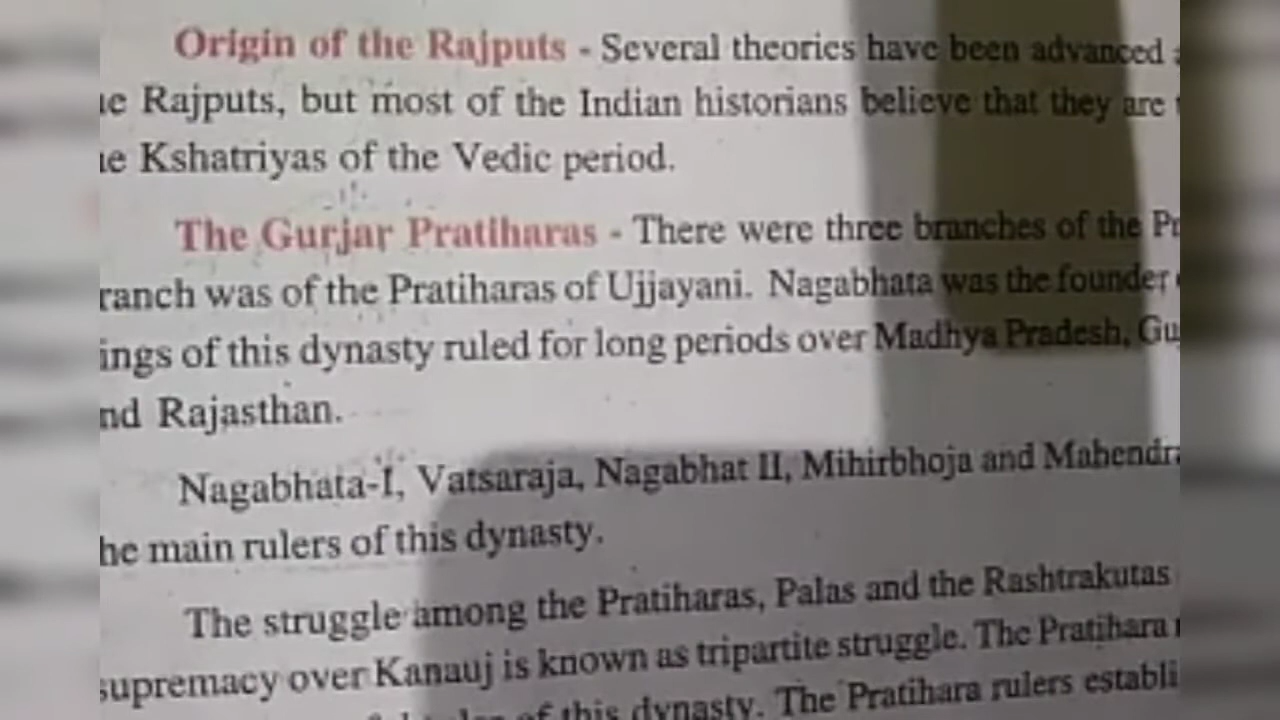 Origin of the Rajputs - Several theories have been advanced
Rajputs, but most of the Indian historians believe that they are
Kshatriyas of the Vedic period.
The Gurjar Pratiharas - There were three branches of the
ranch was of the Pratiharas of Ujjayani. Nagabhata was the founder
ings of this dynasty ruled for long periods over Madhya Pradesh, Gu
nd Rajasthan.
Nagabhata-I, Vatsaraja, Nagabhat II, Mihirbhoja and Mahendra
he main rulers of this dynasty.
The struggle among the Pratiharas, Palas and the Rashtrakutas
supremacy over Kanauj is known as tripartite struggle. The Pratihara
of this dynasty. The Pratihara rulers establi